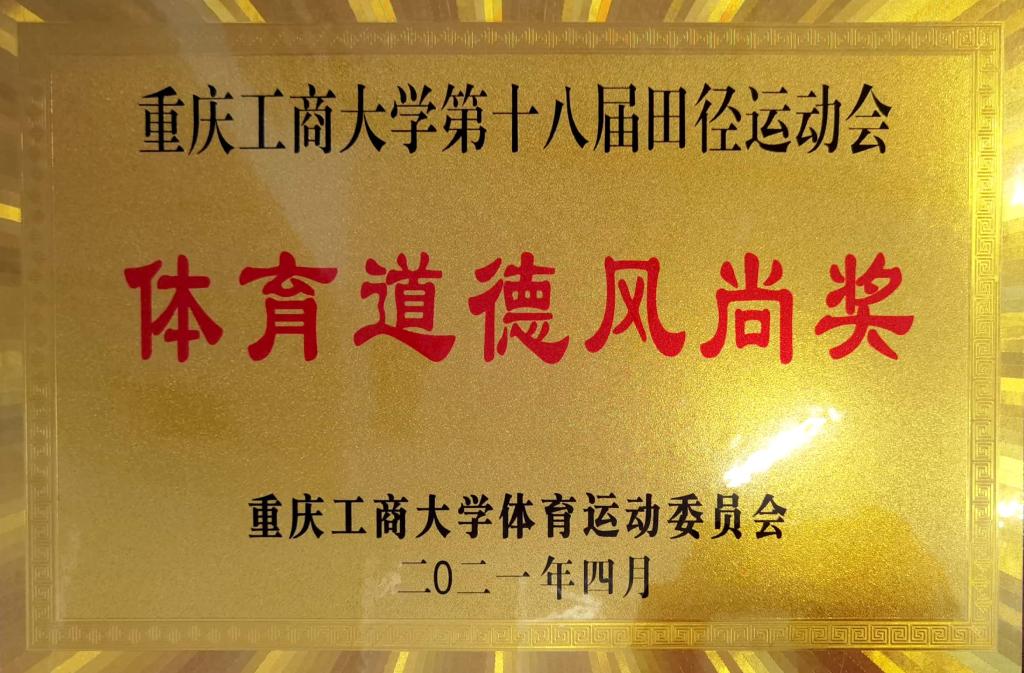 重庆工商大学第十八届田径运动会
体育道德风尚奖
重庆工商大学体育运动委员会
二0二一年四月